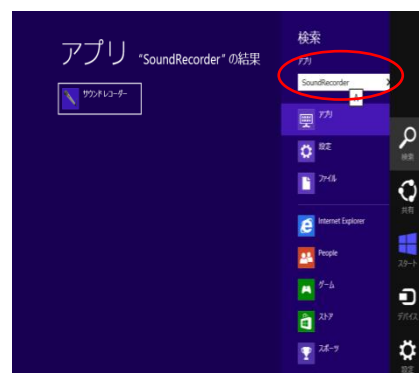 アプリ "SoundRecorder" の結果
サウンド レコーダー
検索
アプリ
SoundRecorder
アプリ
設定
ファイル
Internet Explorer
People
ゲーム
ストア
スポーツ
検索
共有
スタート
デバイス
設定